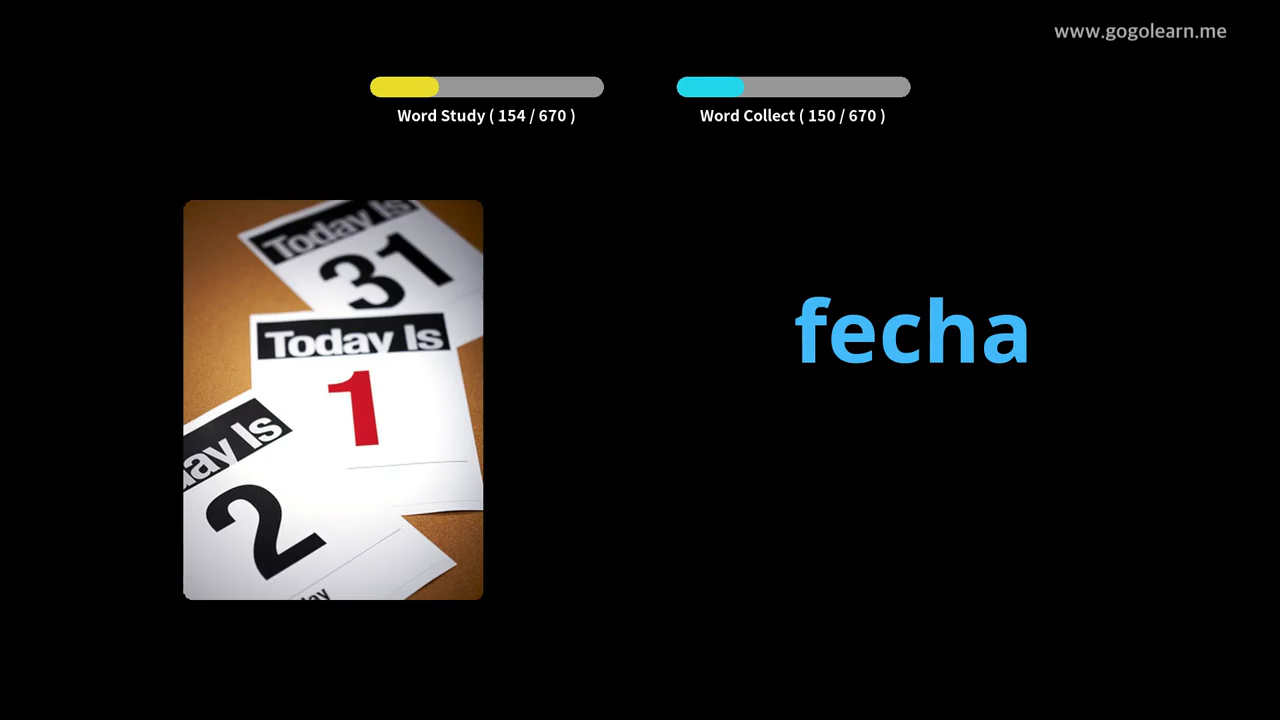 www.gogolearn.me
Word Study ( 154 / 670 )
Word Collect ( 150 / 670 )
Today Is
31
Today Is
1
fecha
ay Is
2